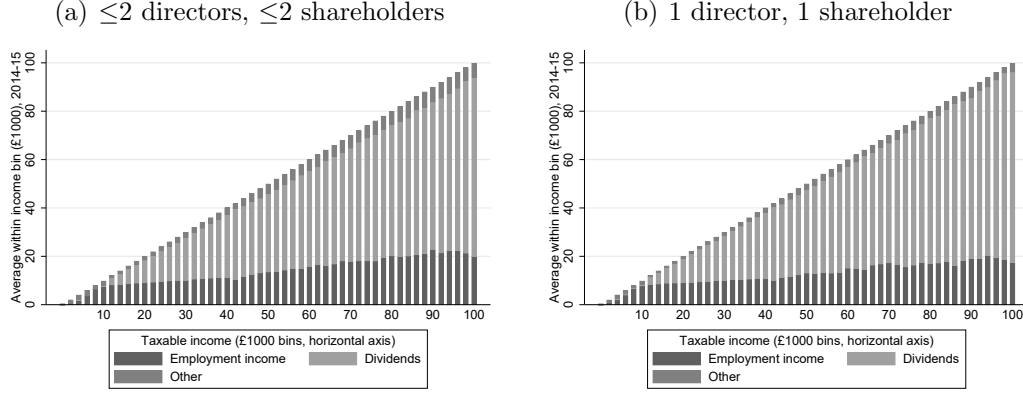 (a) ≤2 directors, ≤2 shareholders
Average within income bin (£1000), 2014-15
0 20 40 60 80 100
10 20 30 40 50 60 70 80 90 100
Taxable income (£1000 bins, horizontal axis)
Employment income Dividends
Other
(b) 1 director, 1 shareholder
Average within income bin (£1000), 2014-15
0 20 40 60 80 100
10 20 30 40 50 60 70 80 90 100
Taxable income (£1000 bins, horizontal axis)
Employment income Dividends
Other